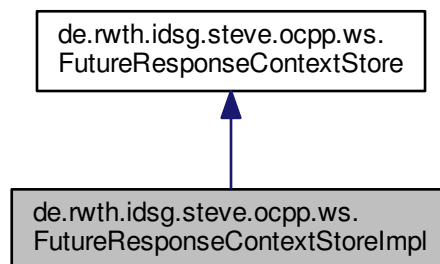 de.rwth.idsg.steve.ocpp.ws.
FutureResponseContextStore
de.rwth.idsg.steve.ocpp.ws.
FutureResponseContextStoreImpl